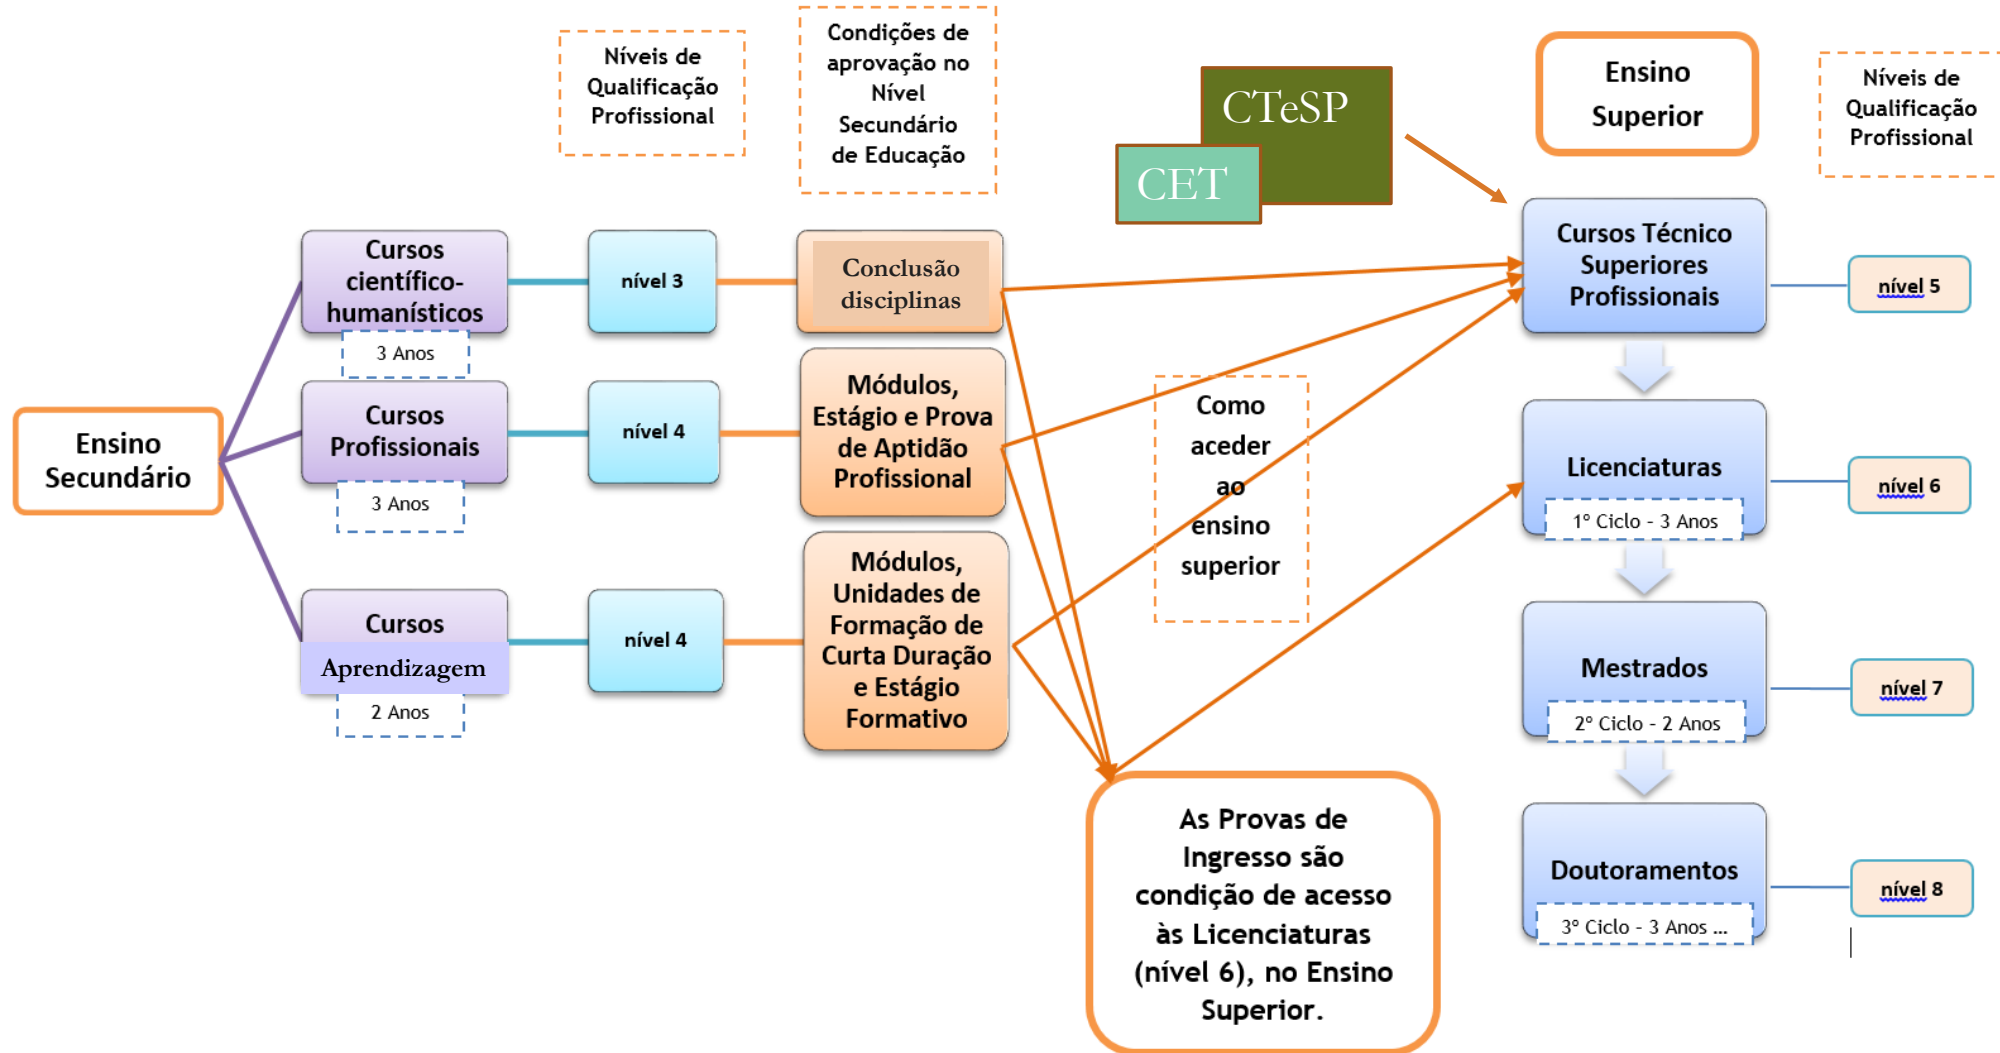 Níveis de
Qualificação
Profissional
Condições de
aprovação no
Nível
Secundário
de Educação
CTeSP
CET
Ensino
Superior
Níveis de
Qualificação
Profissional
Ensino
Secundário
Cursos
científico-
humanísticos
3 Anos
nível 3
Conclusão
disciplinas
Cursos
Profissionais
3 Anos
nível 4
Módulos,
Estágio e Prova
de Aptidão
Profissional
Cursos
Aprendizagem
2 Anos
nível 4
Módulos,
Unidades de
Formação de
Curta Duração
e Estágio
Formativo
Como
aceder
ao
ensino
superior
As Provas de
Ingresso são
condição de acesso
às Licenciaturas
(nível 6), no Ensino
Superior.
Cursos Técnico
Superiores
Profissionais
nível 5
Licenciaturas
1º Ciclo - 3 Anos
nível 6
Mestrados
2º Ciclo - 2 Anos
nível 7
Doutoramentos
3º Ciclo - 3 Anos ...
nível 8